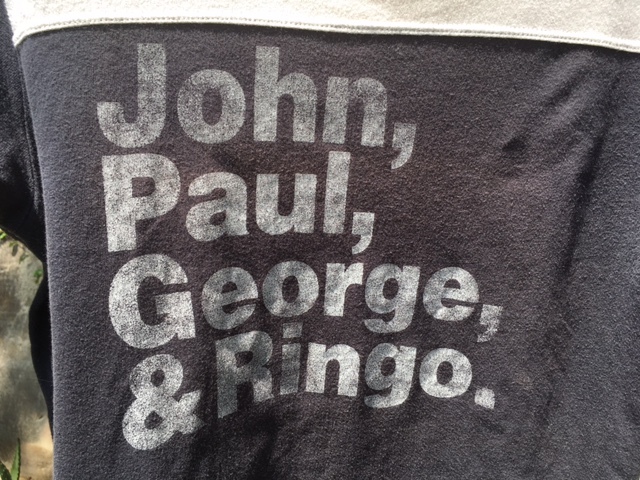 John,
Paul,
George,
& Ringo.